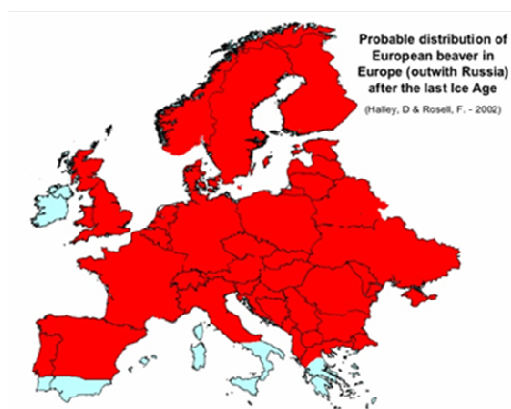 Probable distribution of
European beaver in
Europe (outwith Russia)
after the last Ice Age
(Halley, D & Rosell, F. - 2002)